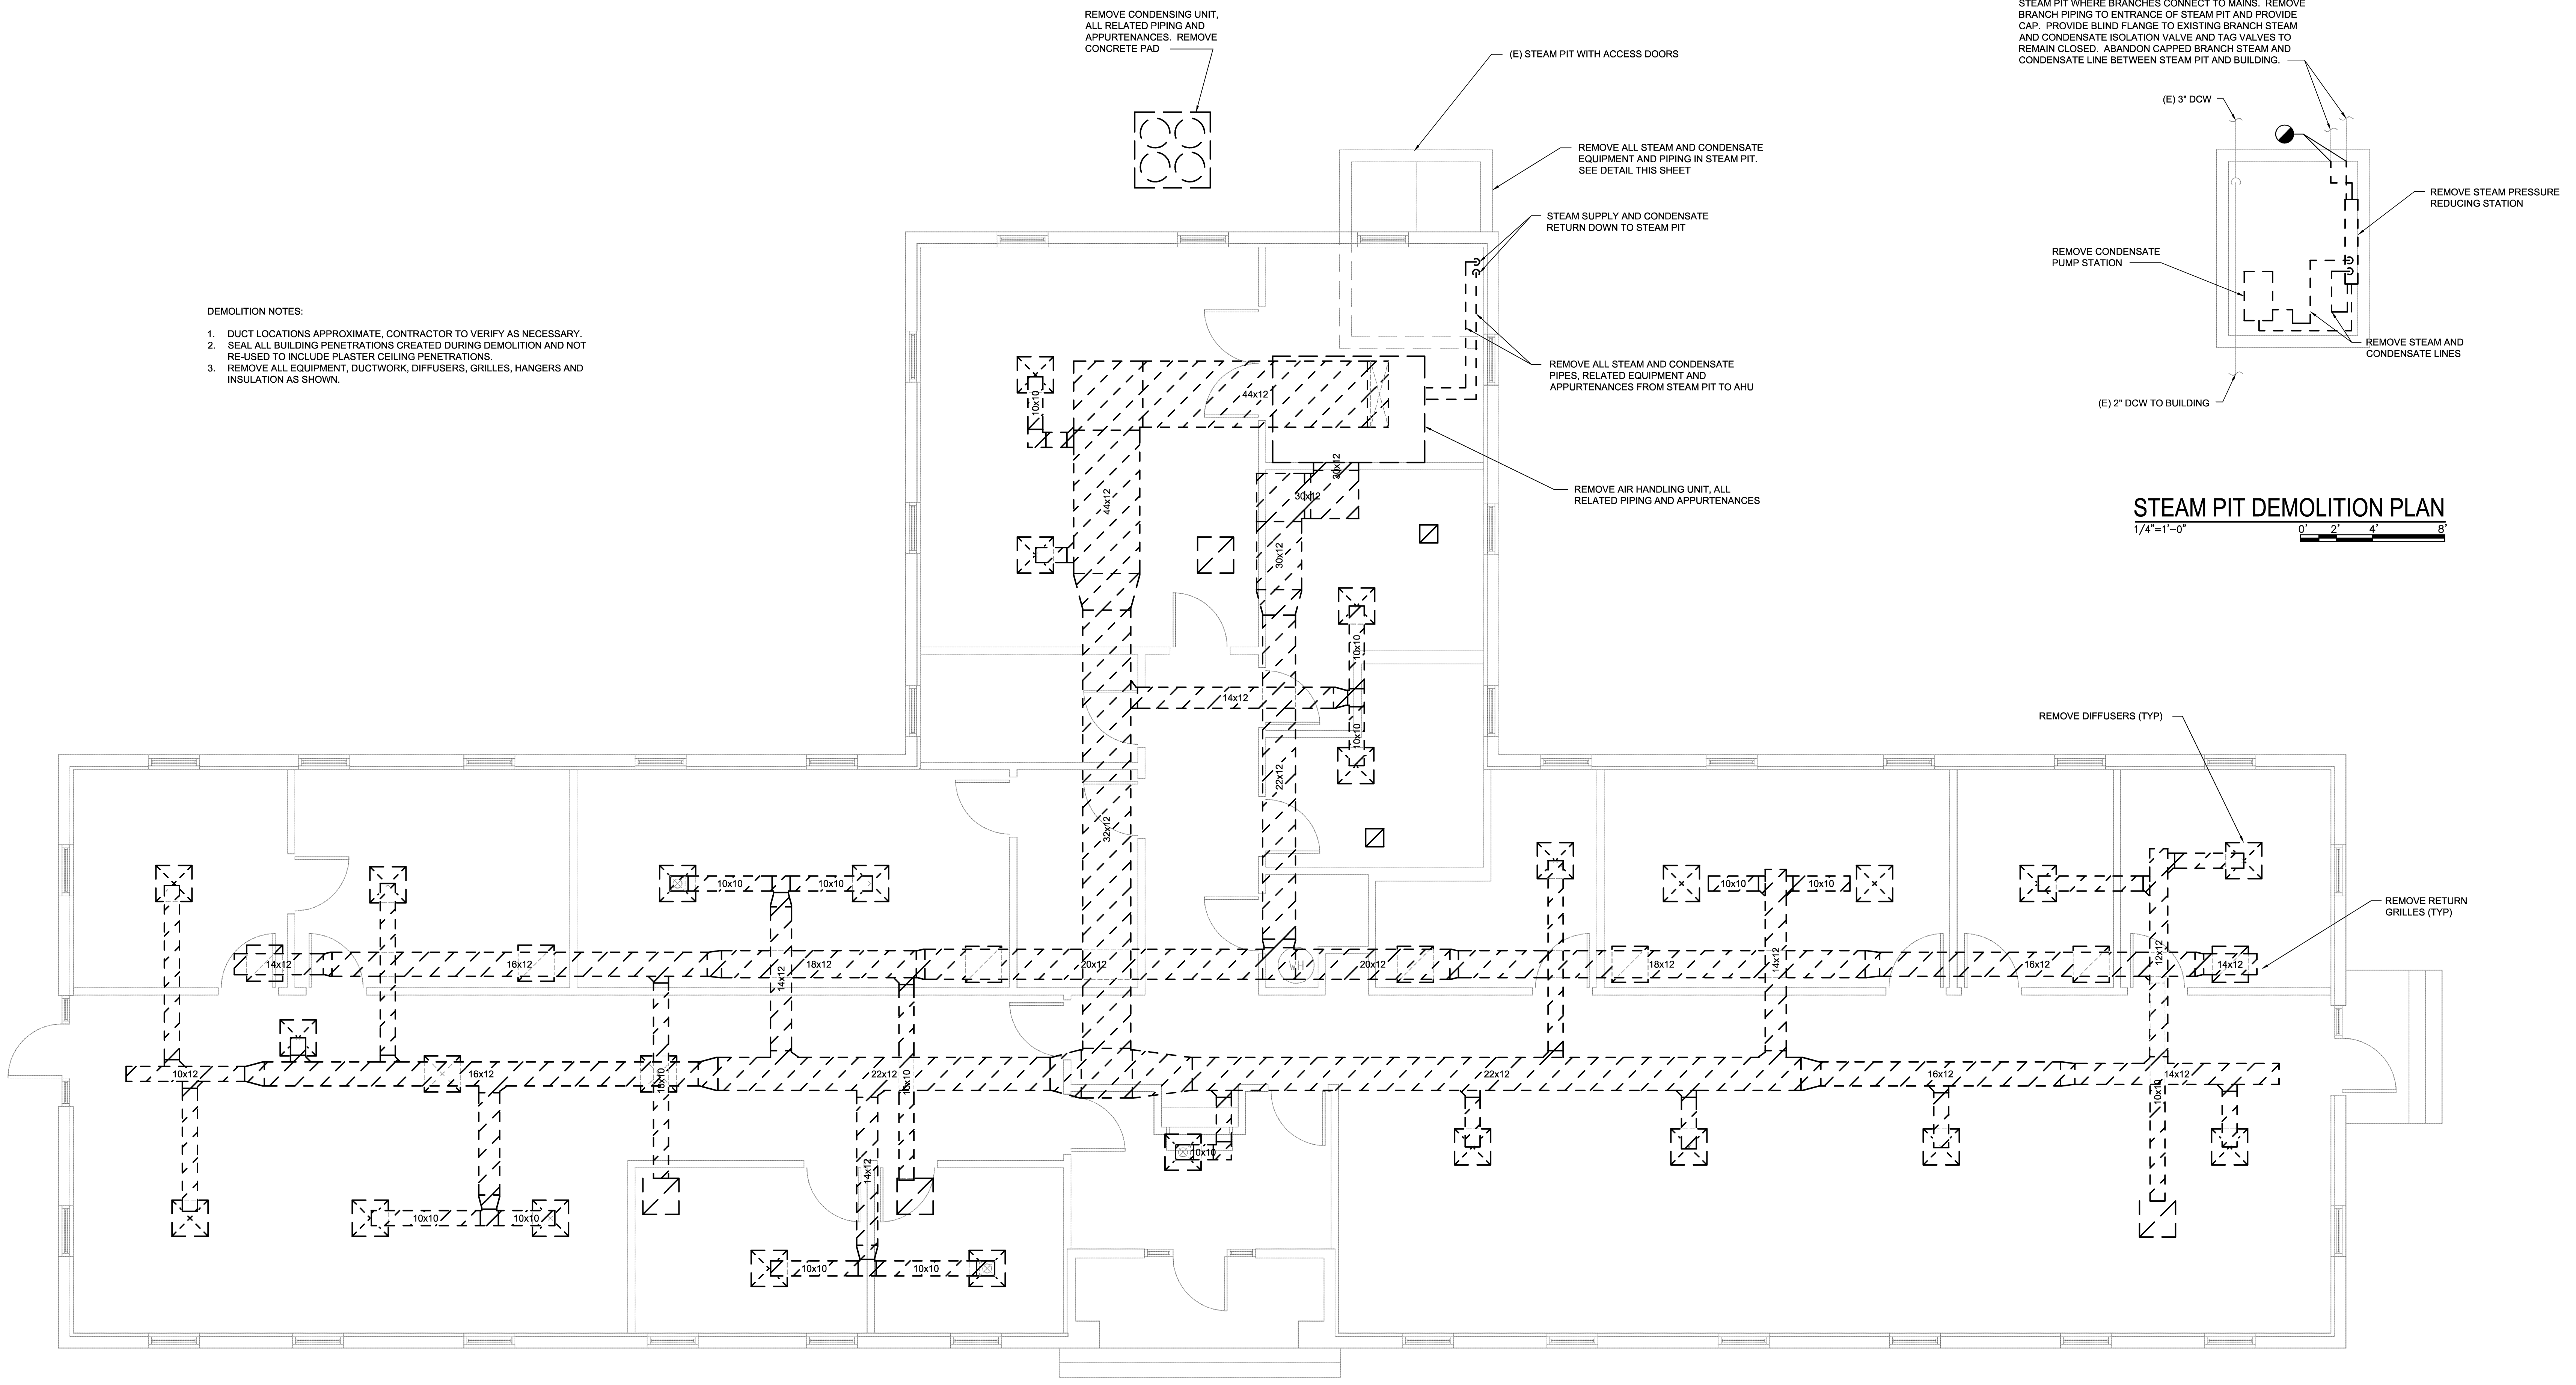 REMOVE CONDENSING UNIT,
ALL RELATED PIPING AND
APPURTENANCES. REMOVE
CONCRETE PAD
(E) STEAM PIT WITH ACCESS DOORS
STEAM PIT WHERE BRANCHES CONNECT TO MAINS. REMOVE
BRANCH PIPING TO ENTRANCE OF STEAM PIT AND PROVIDE
CAP. PROVIDE BLIND FLANGE TO EXISTING BRANCH STEAM
AND CONDENSATE ISOLATION VALVE AND TAG VALVES TO
REMAIN CLOSED. ABANDON CAPPED BRANCH STEAM AND
CONDENSATE LINE BETWEEN STEAM PIT AND BUILDING.
(E) 3" DCW
REMOVE ALL STEAM AND CONDENSATE
EQUIPMENT AND PIPING IN STEAM PIT.
SEE DETAIL THIS SHEET
STEAM SUPPLY AND CONDENSATE
RETURN DOWN TO STEAM PIT
REMOVE STEAM PRESSURE
REDUCING STATION
REMOVE CONDENSATE
PUMP STATION
REMOVE STEAM AND
CONDENSATE LINES
(E) 2" DCW TO BUILDING
DEMOLITION NOTES:
1. DUCT LOCATIONS APPROXIMATE, CONTRACTOR TO VERIFY AS NECESSARY.
2. SEAL ALL BUILDING PENETRATIONS CREATED DURING DEMOLITION AND NOT
RE-USED TO INCLUDE PLASTER CEILING PENETRATIONS.
3. REMOVE ALL EQUIPMENT, DUCTWORK, DIFFUSERS, GRILLES, HANGERS AND
INSULATION AS SHOWN.
REMOVE ALL STEAM AND CONDENSATE
PIPES, RELATED EQUIPMENT AND
APPURTENANCES FROM STEAM PIT TO AHU
REMOVE AIR HANDLING UNIT, ALL
RELATED PIPING AND APPURTENANCES
STEAM PIT DEMOLITION PLAN
1/4"=1'-0"
0' 2' 4' 8'
10x10
44x12
44x12
30x12
30x12
30x12
10x10
14x12
10x10
22x12
32x12
REMOVE DIFFUSERS (TYP)
REMOVE RETURN
GRILLES (TYP)
10x10
10x10
10x10
10x10
14x12
16x12
14x12
18x12
20x12
20x12
18x12
14x12
16x12
12x12
14x12
10x12
16x12
10x10
22x12
10x10
22x12
16x12
10x10
14x12
10x10
14x12
10x10
10x10
10x10
10x10